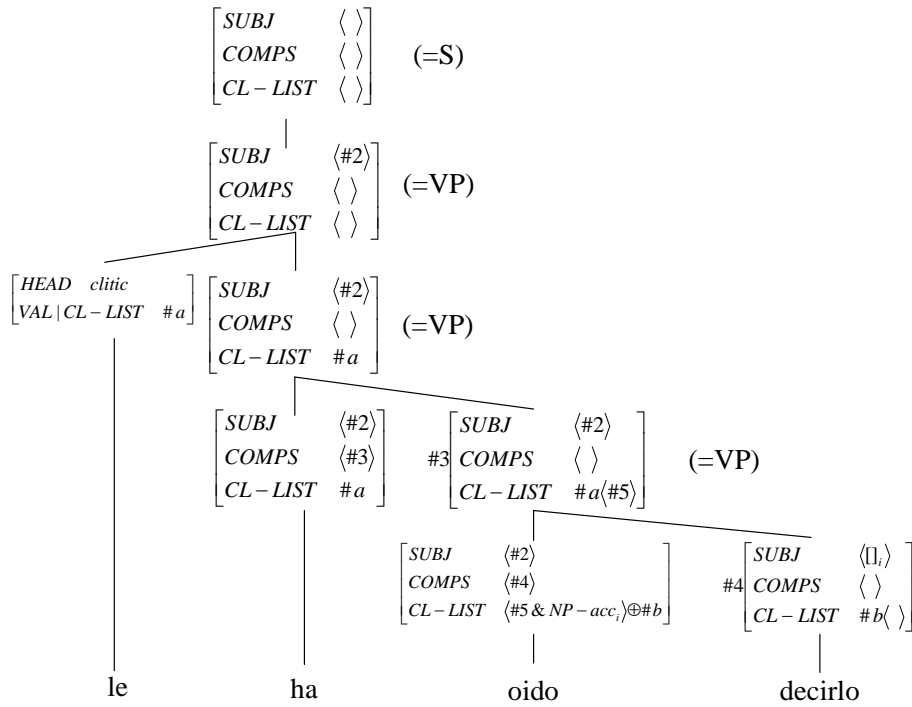 SUBJ ⟨ ⟩
COMPS ⟨ ⟩ (=S)
CL – LIST ⟨ ⟩
SUBJ ⟨#2⟩
COMPS ⟨ ⟩ (=VP)
CL – LIST ⟨ ⟩
HEAD clitic
VAL | CL – LIST # a
SUBJ ⟨#2⟩
COMPS ⟨ ⟩ (=VP)
CL – LIST # a
SUBJ ⟨#2⟩
COMPS ⟨#3⟩
CL – LIST # a
#3
SUBJ ⟨#2⟩
COMPS ⟨ ⟩ (=VP)
CL – LIST # a⟨#5⟩
SUBJ ⟨#2⟩
COMPS ⟨#4⟩
CL – LIST ⟨#5 & NP – acc_i⟩⊕#b
#4
SUBJ ⟨[]_i⟩
COMPS ⟨ ⟩
CL – LIST # b⟨ ⟩
le ha oido decirlo